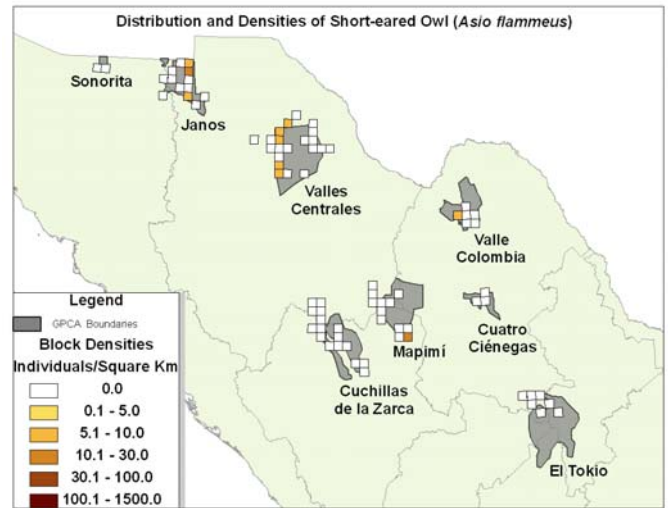 Distribution and Densities of Short-eared Owl (Asio flammeus)
Sonorita
Janos
Valles
Centrales
Valle
Colombia
Cuatro
Ciénegas
Mapimí
Cuchillas
de la Zarca
El Tokio
Legend
GPCA Boundaries
Block Densities
Individuals/Square Km
0.0
0.1 - 5.0
5.1 - 10.0
10.1 - 30.0
30.1 - 100.0
100.1 - 1500.0